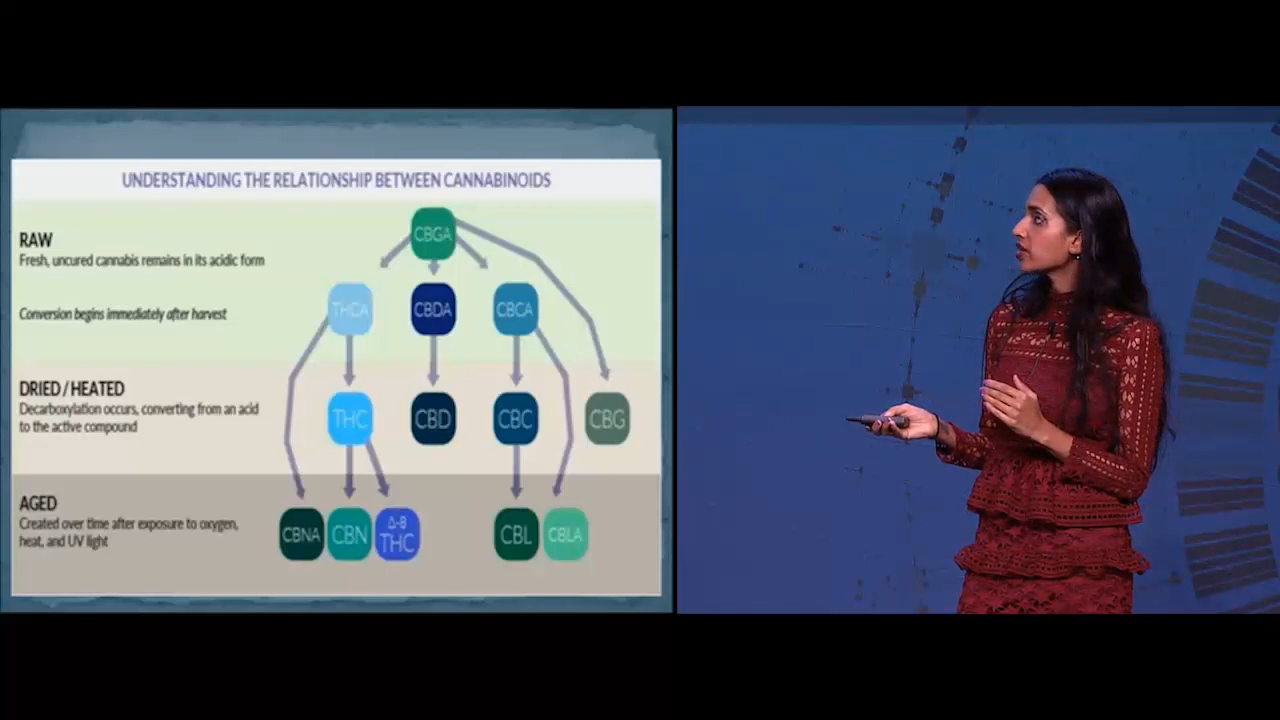 UNDERSTANDING THE RELATIONSHIP BETWEEN CANNABINOIDS
CBGA
RAW
Fresh, uncured cannabis remains in its acidic form
Conversion begins immediately after harvest
THCA
CBDA
CBCA
DRIED / HEATED
Decarboxylation occurs, converting from an acid
to the active compound
THC
CBD
CBC
CBG
AGED
Created over time after exposure to oxygen,
heat, and UV light
CBNA
CBN
Δ-8
THC
CBL
CBLA